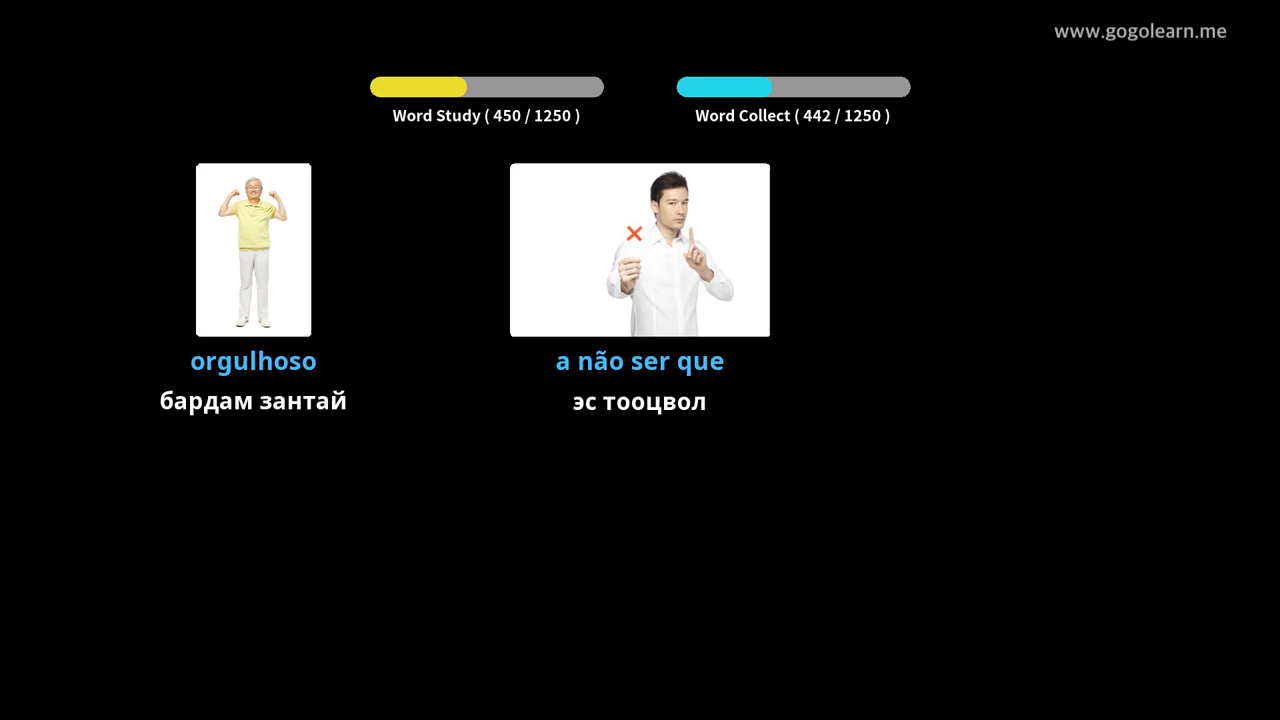 www.gogolearn.me
Word Study ( 450 / 1250 )
Word Collect ( 442 / 1250 )
orgulhoso
бардам зантай
a não ser que
эс тооцвол